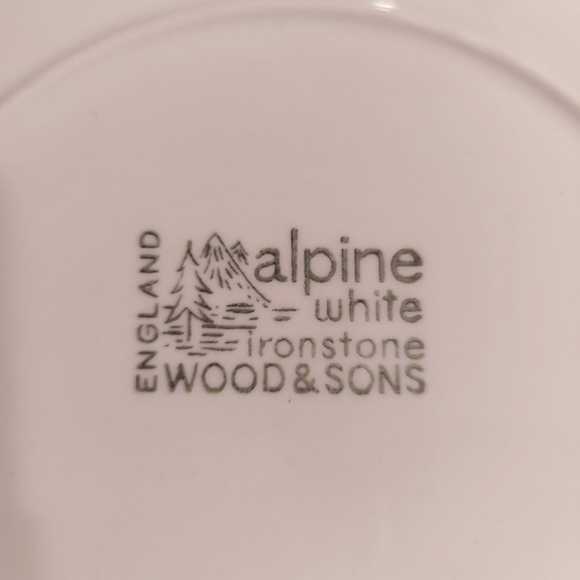 ENGLAND
alpine
white
ironstone
WOOD & SONS